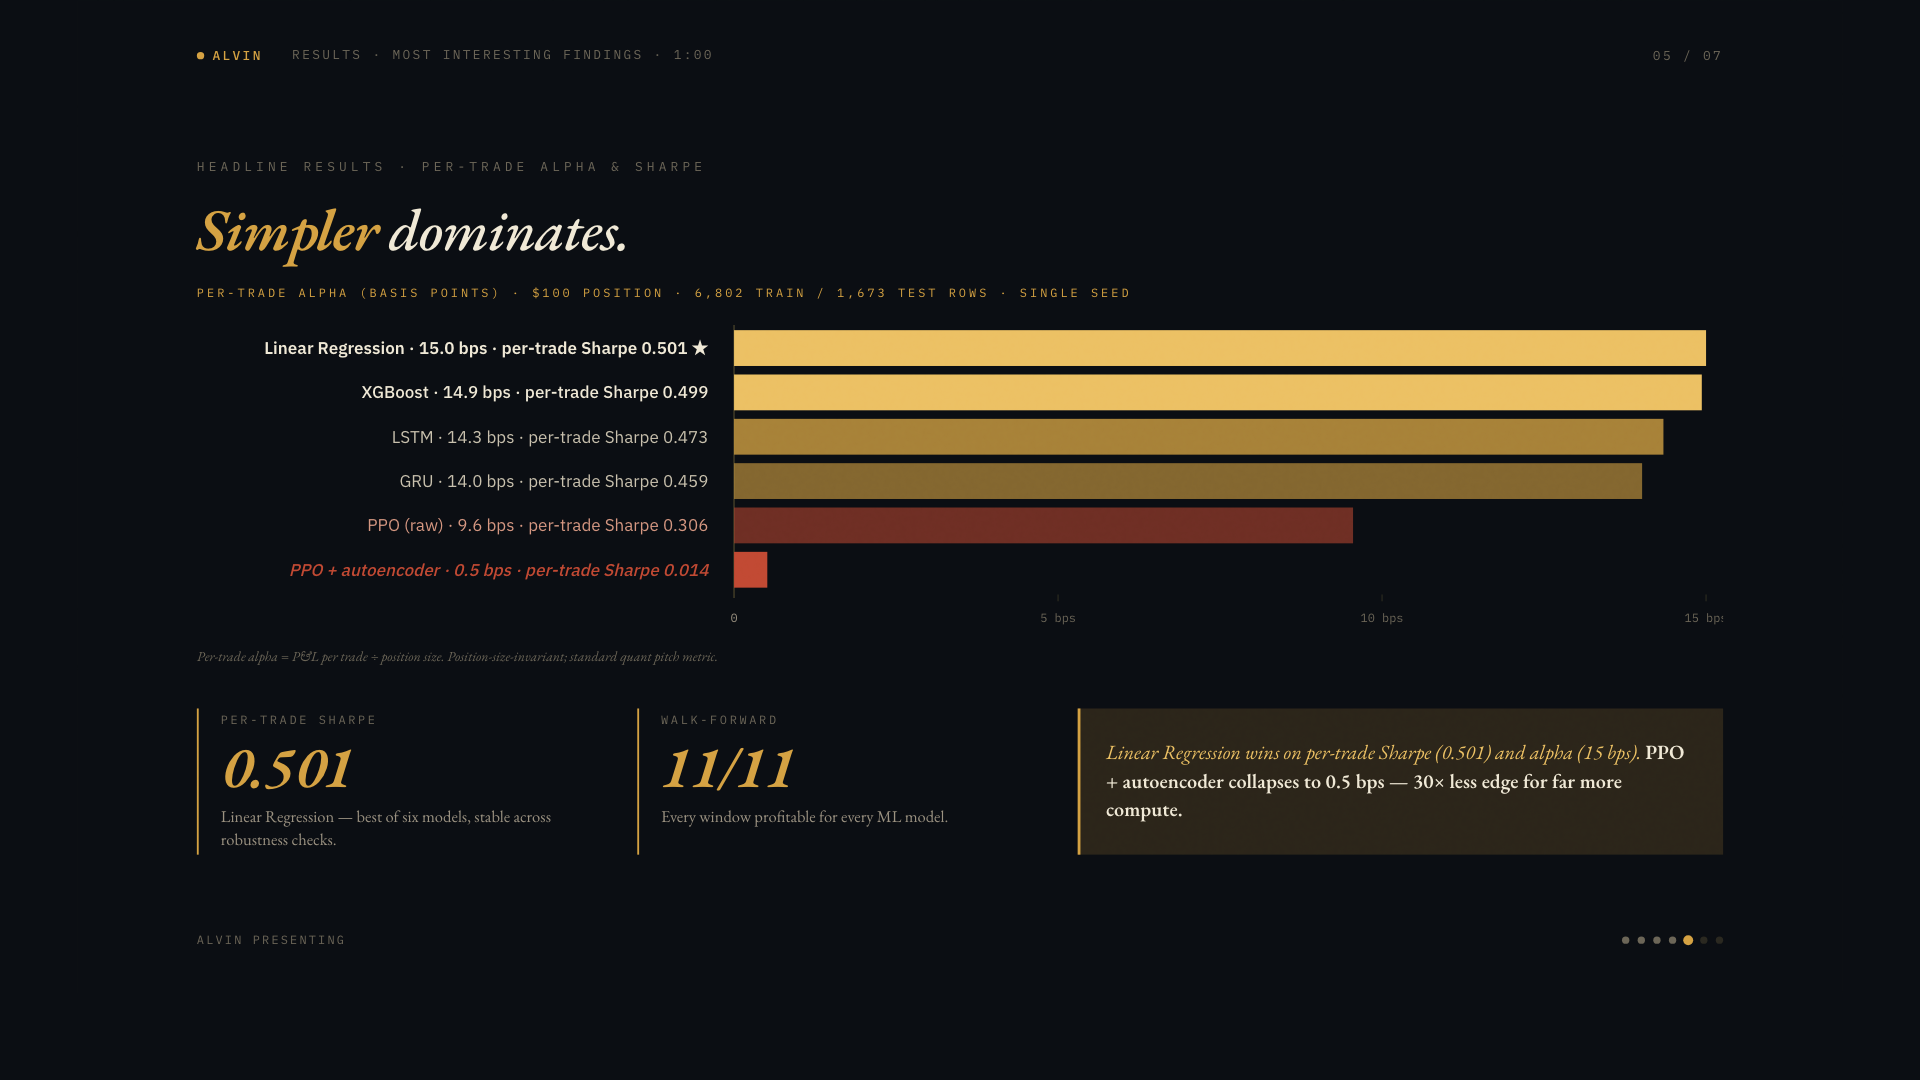 ALVIN RESULTS · MOST INTERESTING FINDINGS · 1:00
05 / 07
HEADLINE RESULTS · PER-TRADE ALPHA & SHARPE
Simpler dominates.
PER-TRADE ALPHA (BASIS POINTS) · $100 POSITION · 6,802 TRAIN / 1,673 TEST ROWS · SINGLE SEED
Linear Regression · 15.0 bps · per-trade Sharpe 0.501 ★
XGBoost · 14.9 bps · per-trade Sharpe 0.499
LSTM · 14.3 bps · per-trade Sharpe 0.473
GRU · 14.0 bps · per-trade Sharpe 0.459
PPO (raw) · 9.6 bps · per-trade Sharpe 0.306
PPO + autoencoder · 0.5 bps · per-trade Sharpe 0.014
0 5 bps 10 bps 15 bps
Per-trade alpha = P&L per trade ÷ position size. Position-size-invariant; standard quant pitch metric.
PER-TRADE SHARPE
0.501
Linear Regression — best of six models, stable across
robustness checks.
WALK-FORWARD
11/11
Every window profitable for every ML model.
Linear Regression wins on per-trade Sharpe (0.501) and alpha (15 bps). PPO
+ autoencoder collapses to 0.5 bps — 30× less edge for far more
compute.
ALVIN PRESENTING